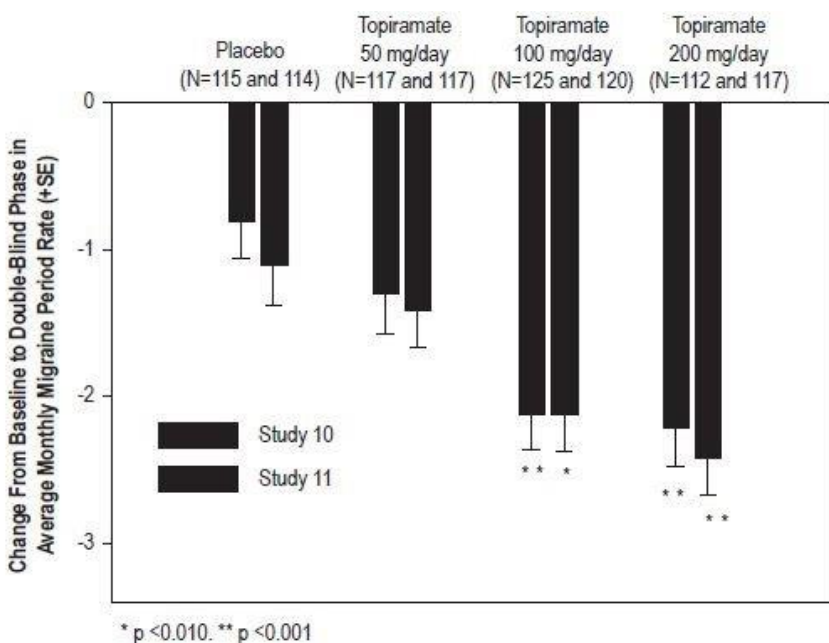 Placebo
(N=115 and 114)
Topiramate
50 mg/day
(N=117 and 117)
Topiramate
100 mg/day
(N=125 and 120)
Topiramate
200 mg/day
(N=112 and 117)
Change From Baseline to Double-Blind Phase in
Average Monthly Migraine Period Rate (+SE)
0
-1
-2
-3
Study 10
Study 11
* *
*
* *
* *
* p <0.010. ** p <0.001